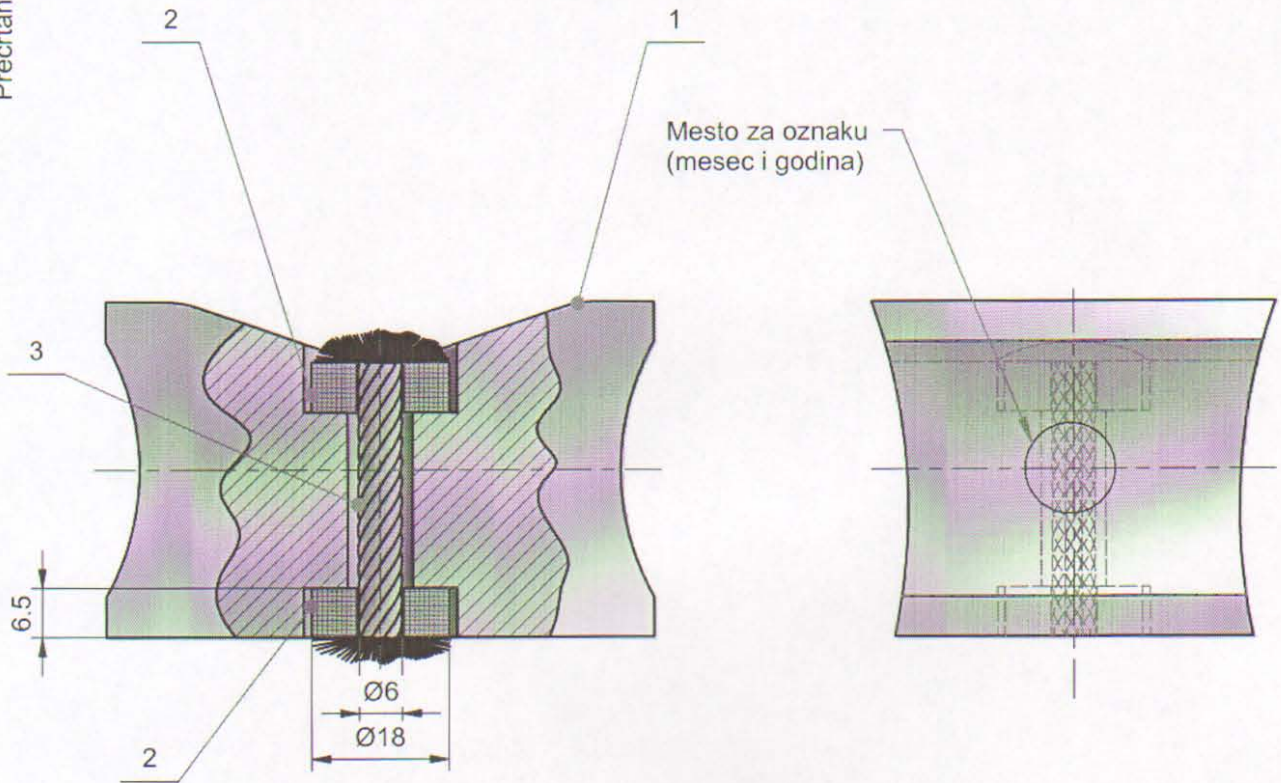 Precrtan
2
1
Mesto za oznaku
(mesec i godina)
3
6.5
Ø6
Ø18
2